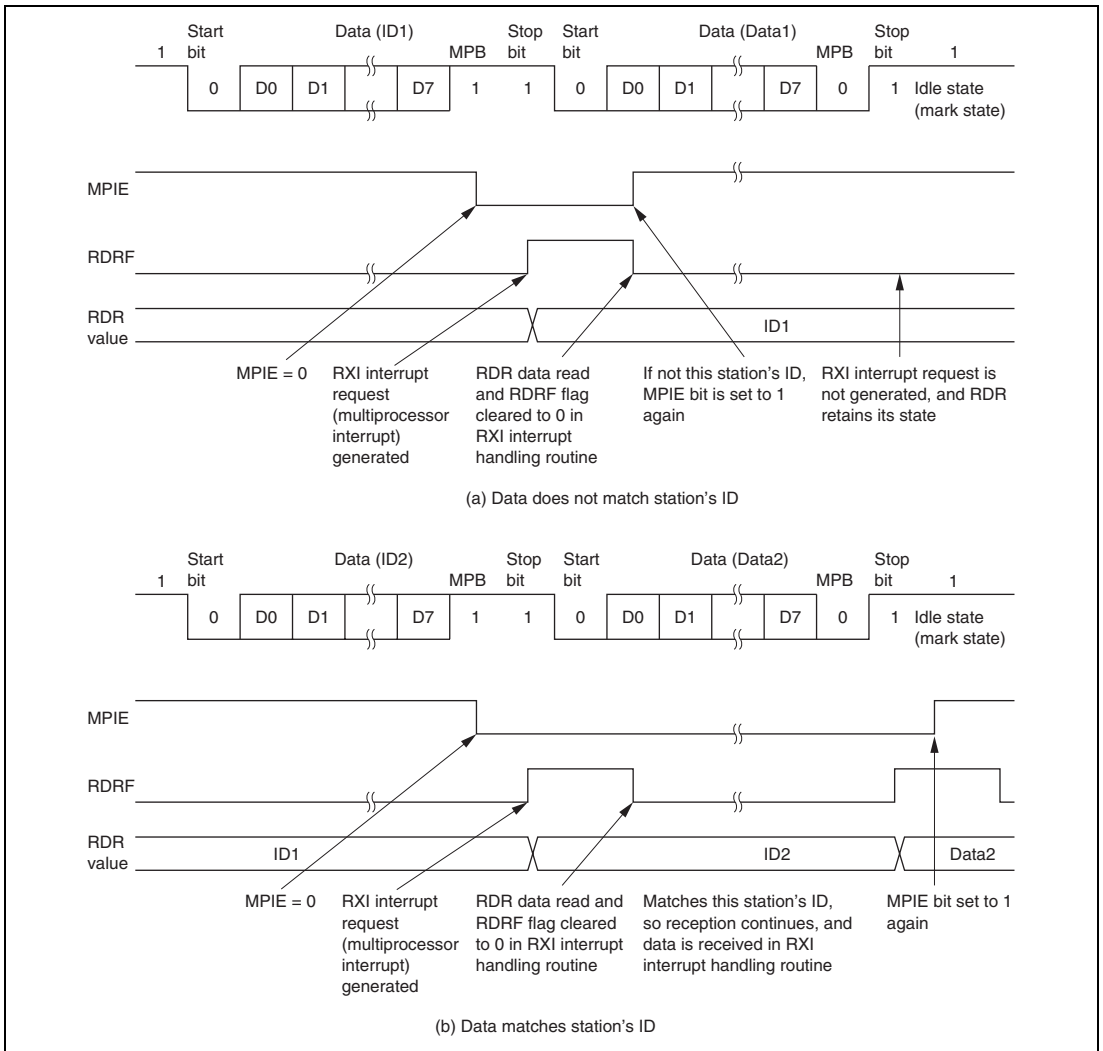 Start Data (ID1) Stop Start Data (Data1) Stop
1 bit MPB bit bit MPB bit 1
0 D0 D1 D7 1 1 0 D0 D1 D7 0 1 Idle state
(mark state)
MPIE
RDRF
RDR
value
ID1
MPIE = 0
RXI interrupt
request
(multiprocessor
interrupt)
generated
RDR data read
and RDRF flag
cleared to 0 in
RXI interrupt
handling routine
If not this station's ID,
MPIE bit is set to 1
again
RXI interrupt request is
not generated, and RDR
retains its state
(a) Data does not match station's ID
Start Data (ID2) Stop Start Data (Data2) Stop
1 bit MPB bit bit MPB bit 1
0 D0 D1 D7 1 1 0 D0 D1 D7 0 1 Idle state
(mark state)
MPIE
RDRF
RDR
value
ID1 ID2 Data2
MPIE = 0
RXI interrupt
request
(multiprocessor
interrupt)
generated
RDR data read and
RDRF flag cleared
to 0 in RXI interrupt
handling routine
Matches this station's ID,
so reception continues, and
data is received in RXI
interrupt handling routine
MPIE bit set to 1
again
(b) Data matches station's ID